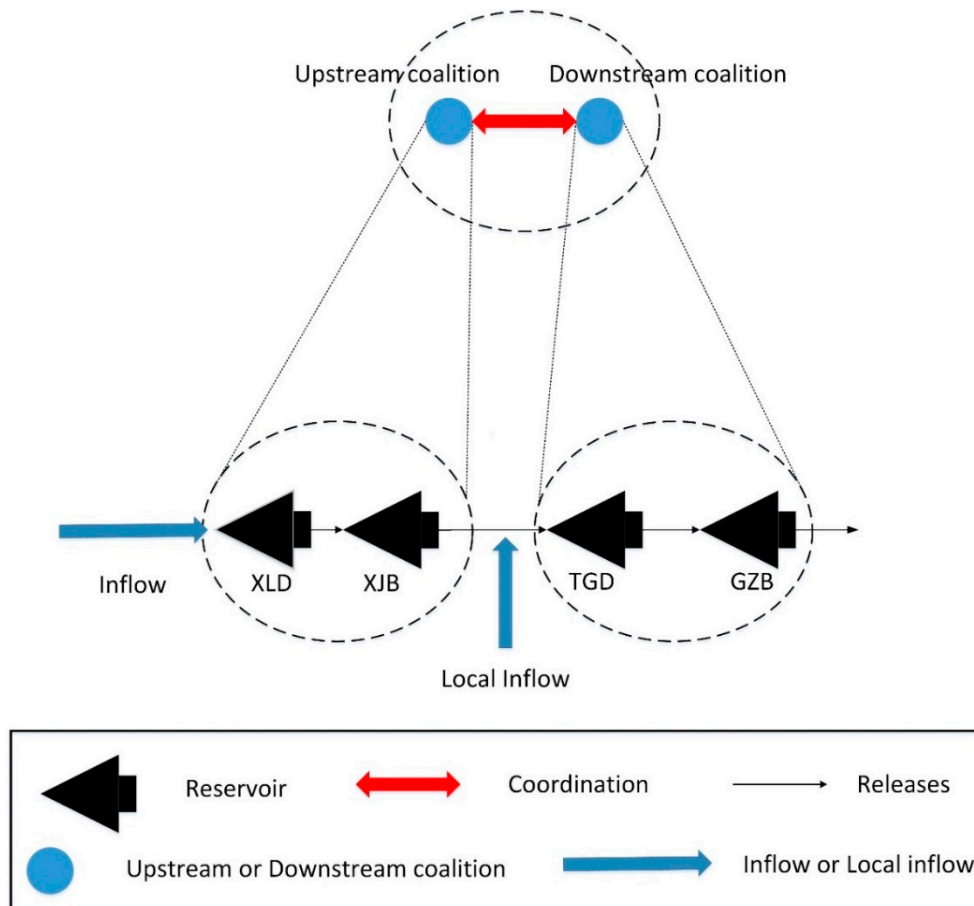 Upstream coalition
Downstream coalition
Inflow
XLD
XJB
TGD
GZB
Local Inflow
Reservoir
Coordination
Releases
Upstream or Downstream coalition
Inflow or Local inflow